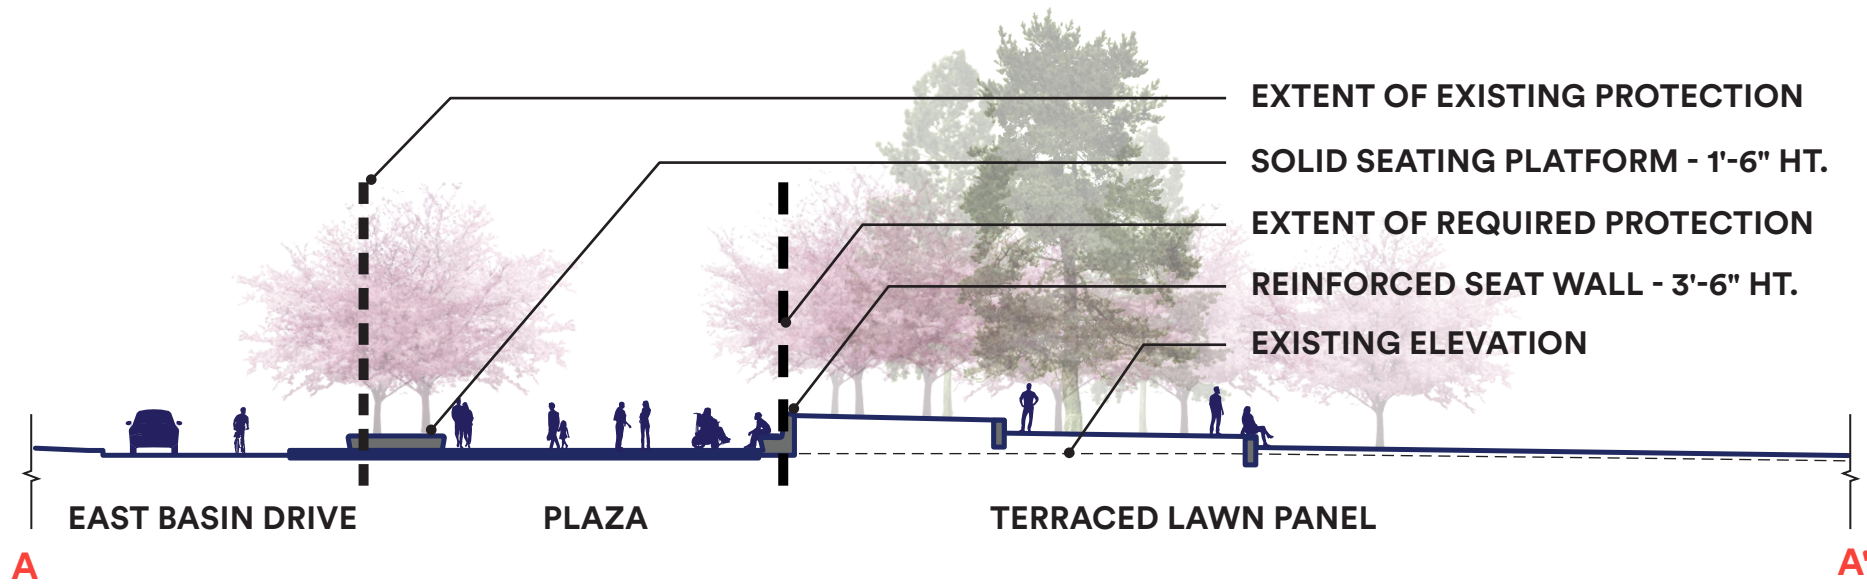 EXTENT OF EXISTING PROTECTION
SOLID SEATING PLATFORM - 1'-6" HT.
EXTENT OF REQUIRED PROTECTION
REINFORCED SEAT WALL - 3'-6" HT.
EXISTING ELEVATION
EAST BASIN DRIVE
PLAZA
TERRACED LAWN PANEL
A
A'